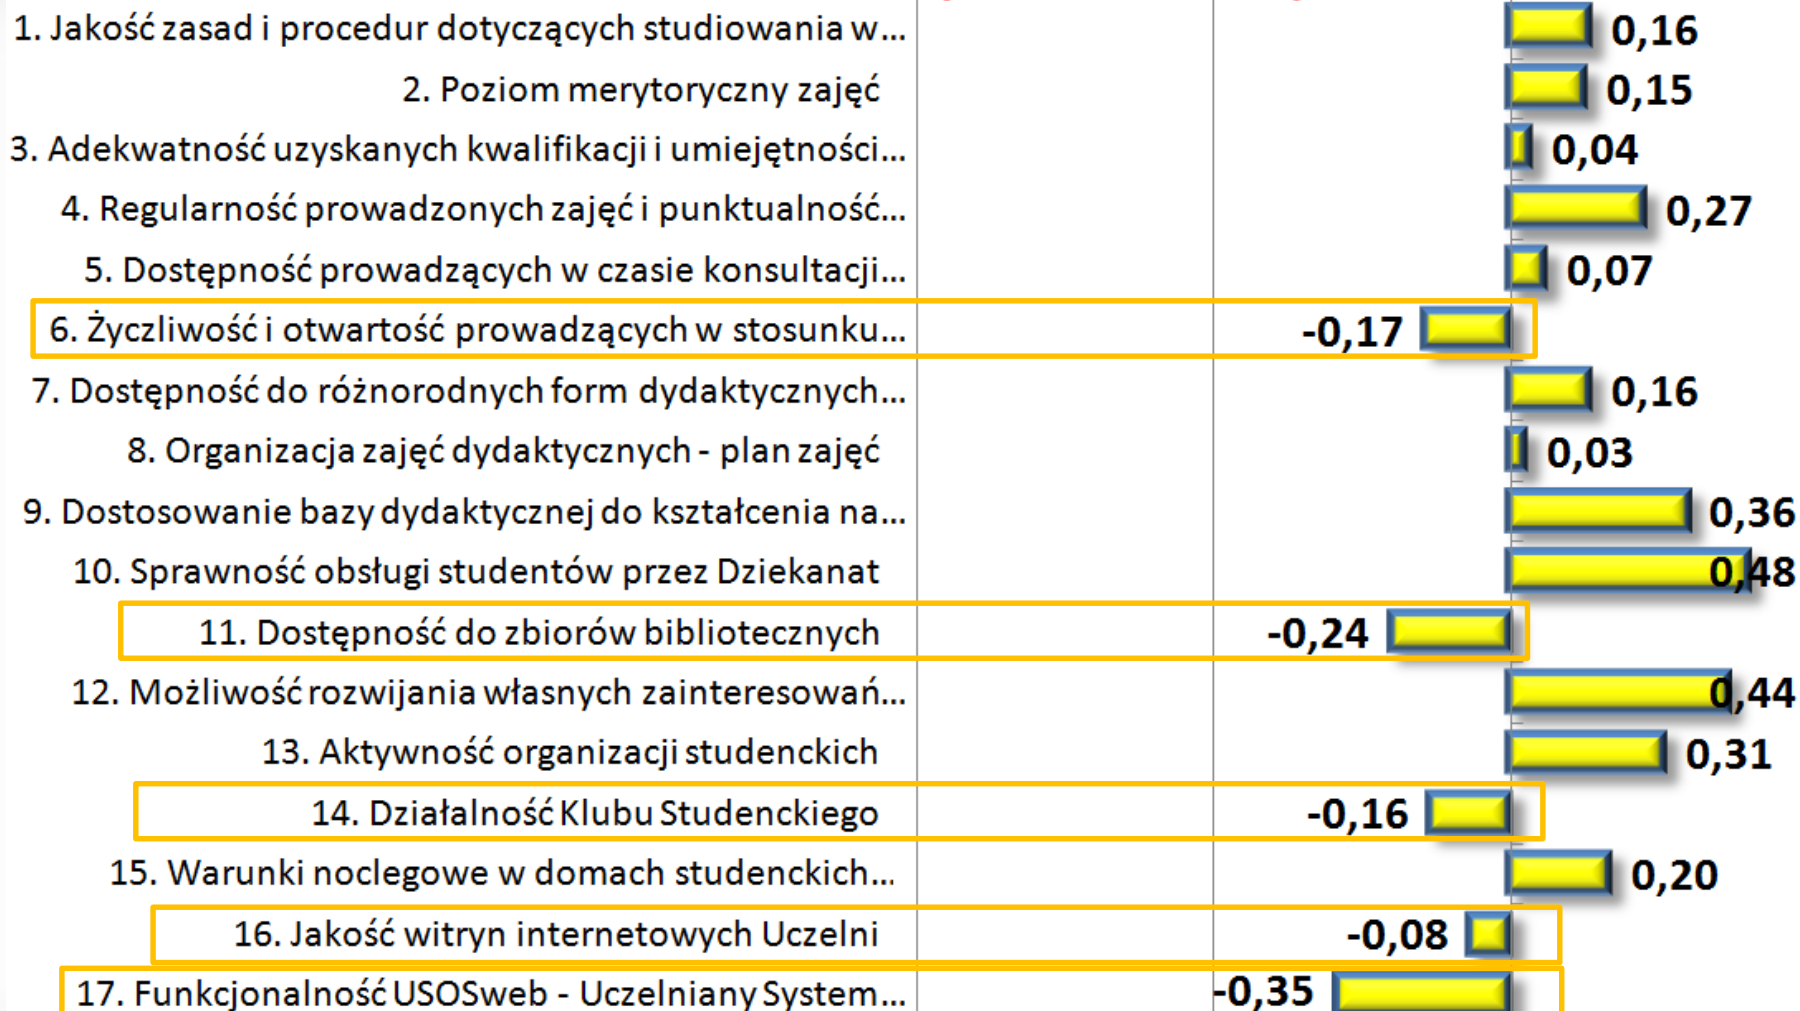 1. Jakość zasad i procedur dotyczących studiowania w... 0,16
2. Poziom merytoryczny zajęć 0,15
3. Adekwatność uzyskanych kwalifikacji i umiejętności... 0,04
4. Regularność prowadzonych zajęć i punktualność... 0,27
5. Dostępność prowadzących w czasie konsultacji... 0,07
6. Życzliwość i otwartość prowadzących w stosunku... -0,17
7. Dostępność do różnorodnych form dydaktycznych... 0,16
8. Organizacja zajęć dydaktycznych - plan zajęć 0,03
9. Dostosowanie bazy dydaktycznej do kształcenia na... 0,36
10. Sprawność obsługi studentów przez Dziekanat 0,48
11. Dostępność do zbiorów bibliotecznych -0,24
12. Możliwość rozwijania własnych zainteresowań... 0,44
13. Aktywność organizacji studenckich 0,31
14. Działalność Klubu Studenckiego -0,16
15. Warunki noclegowe w domach studenckich... 0,20
16. Jakość witryn internetowych Uczelni -0,08
17. Funkcjonalność USOSweb - Uczelniany System... -0,35